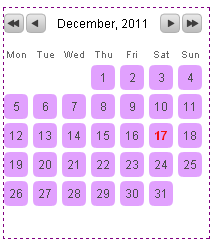 December, 2011
Mon Tue Wed Thu Fri Sat Sun
1 2 3 4
5 6 7 8 9 10 11
12 13 14 15 16 17 18
19 20 21 22 23 24 25
26 27 28 29 30 31